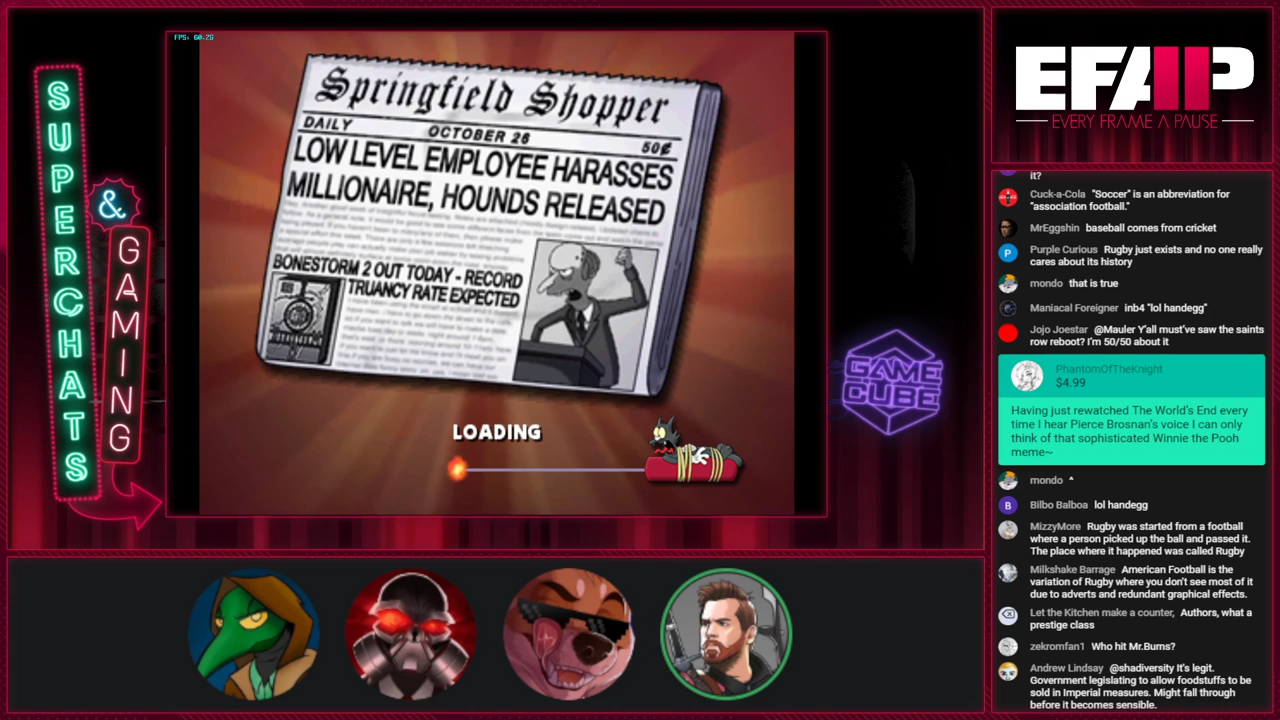 FPS: 60.25
SUPERCHATS
&
GAMING
Springfield Shopper
DAILY
OCTOBER 26
50¢
LOW LEVEL EMPLOYEE HARASSES
MILLIONAIRE, HOUNDS RELEASED
BONESTORM 2 OUT TODAY - RECORD
TRUANCY RATE EXPECTED
LOADING
GAME
CUBE
EFAP
EVERY FRAME A PAUSE
it?
Cuck-a-Cola "Soccer" is an abbreviation for
"association football."
MrEggshin baseball comes from cricket
P
Purple Curious Rugby just exists and no one really
cares about its history
mondo that is true
Maniacal Foreigner inb4 "lol handegg"
Jojo Joestar @Mauler Y'all must've saw the saints
row reboot? I'm 50/50 about it
PhantomOfTheKnight
$4.99
Having just rewatched The World's End every
time I hear Pierce Brosnan's voice I can only
think of that sophisticated Winnie the Pooh
meme~
mondo ^
B
Bilbo Balboa lol handegg
MizzyMore Rugby was started from a football
where a person picked up the ball and passed it.
The place where it happened was called Rugby
Milkshake Barrage American Football is the
variation of Rugby where you don't see most of it
due to adverts and redundant graphical effects.
Let the Kitchen make a counter, Authors, what a
prestige class
zekromfan1 Who hit Mr.Burns?
Andrew Lindsay @shadiversity It's legit.
Government legislating to allow foodstuffs to be
sold in Imperial measures. Might fall through
before it becomes sensible.